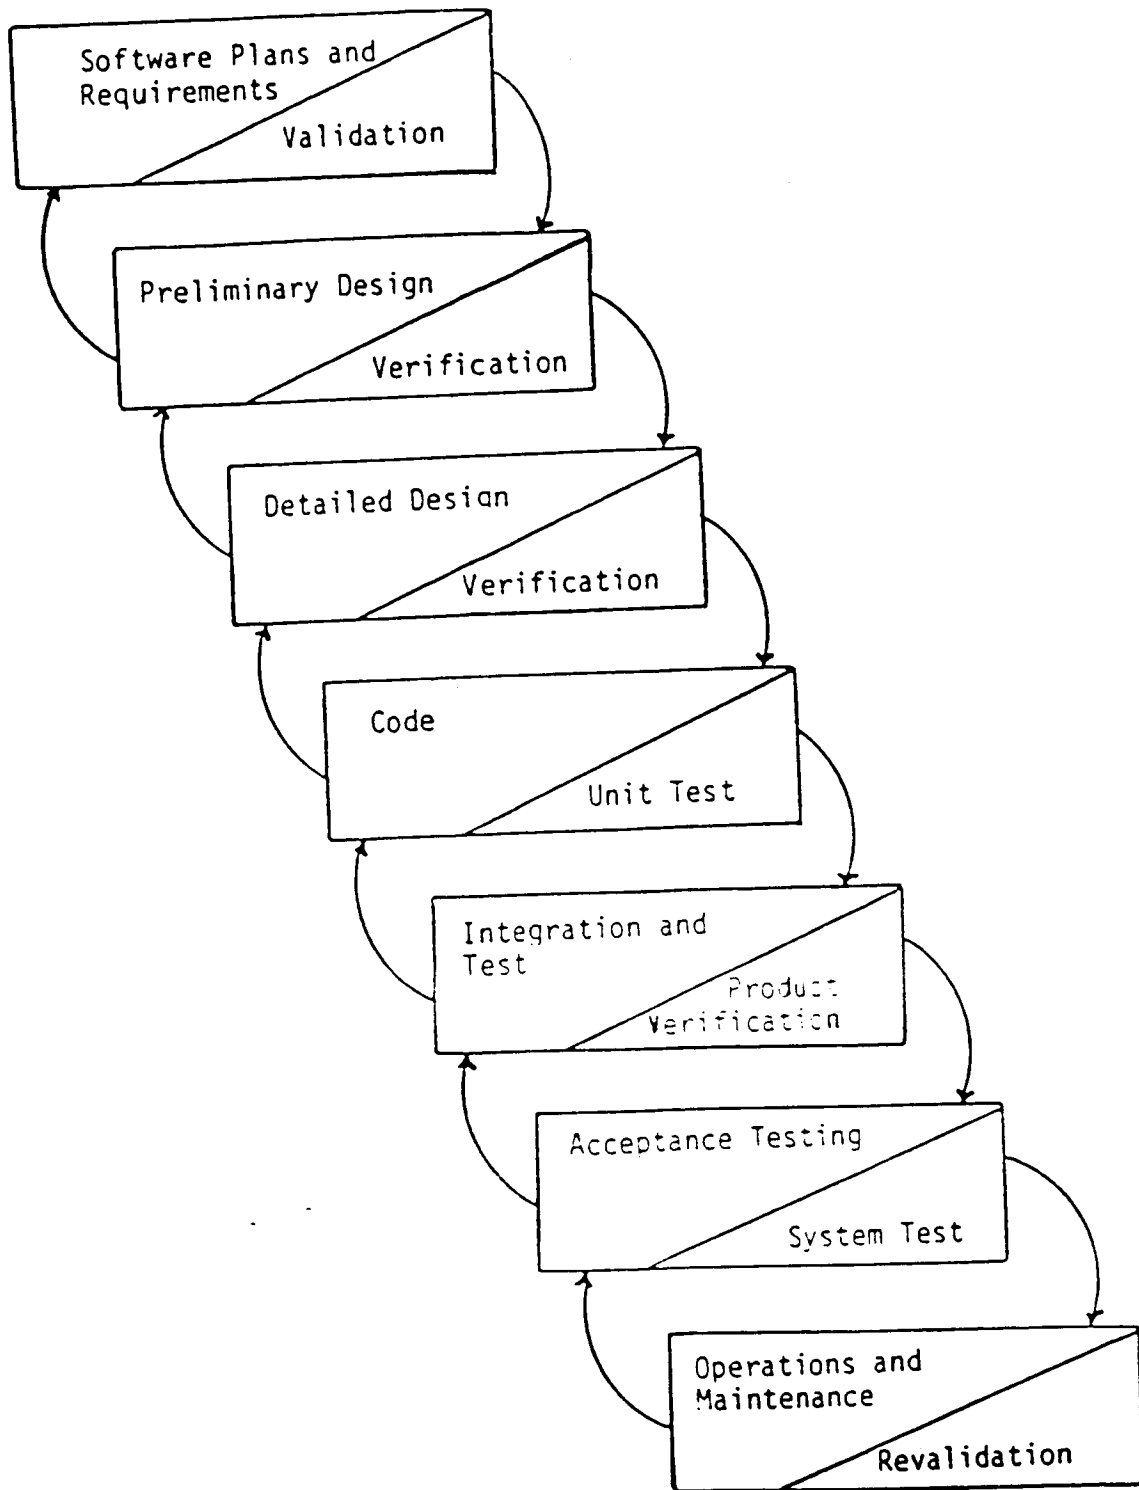 Software Plans and
Requirements
Validation
Preliminary Design
Verification
Detailed Design
Verification
Code
Unit Test
Integration and
Test
Product
Verification
Acceptance Testing
System Test
Operations and
Maintenance
Revalidation